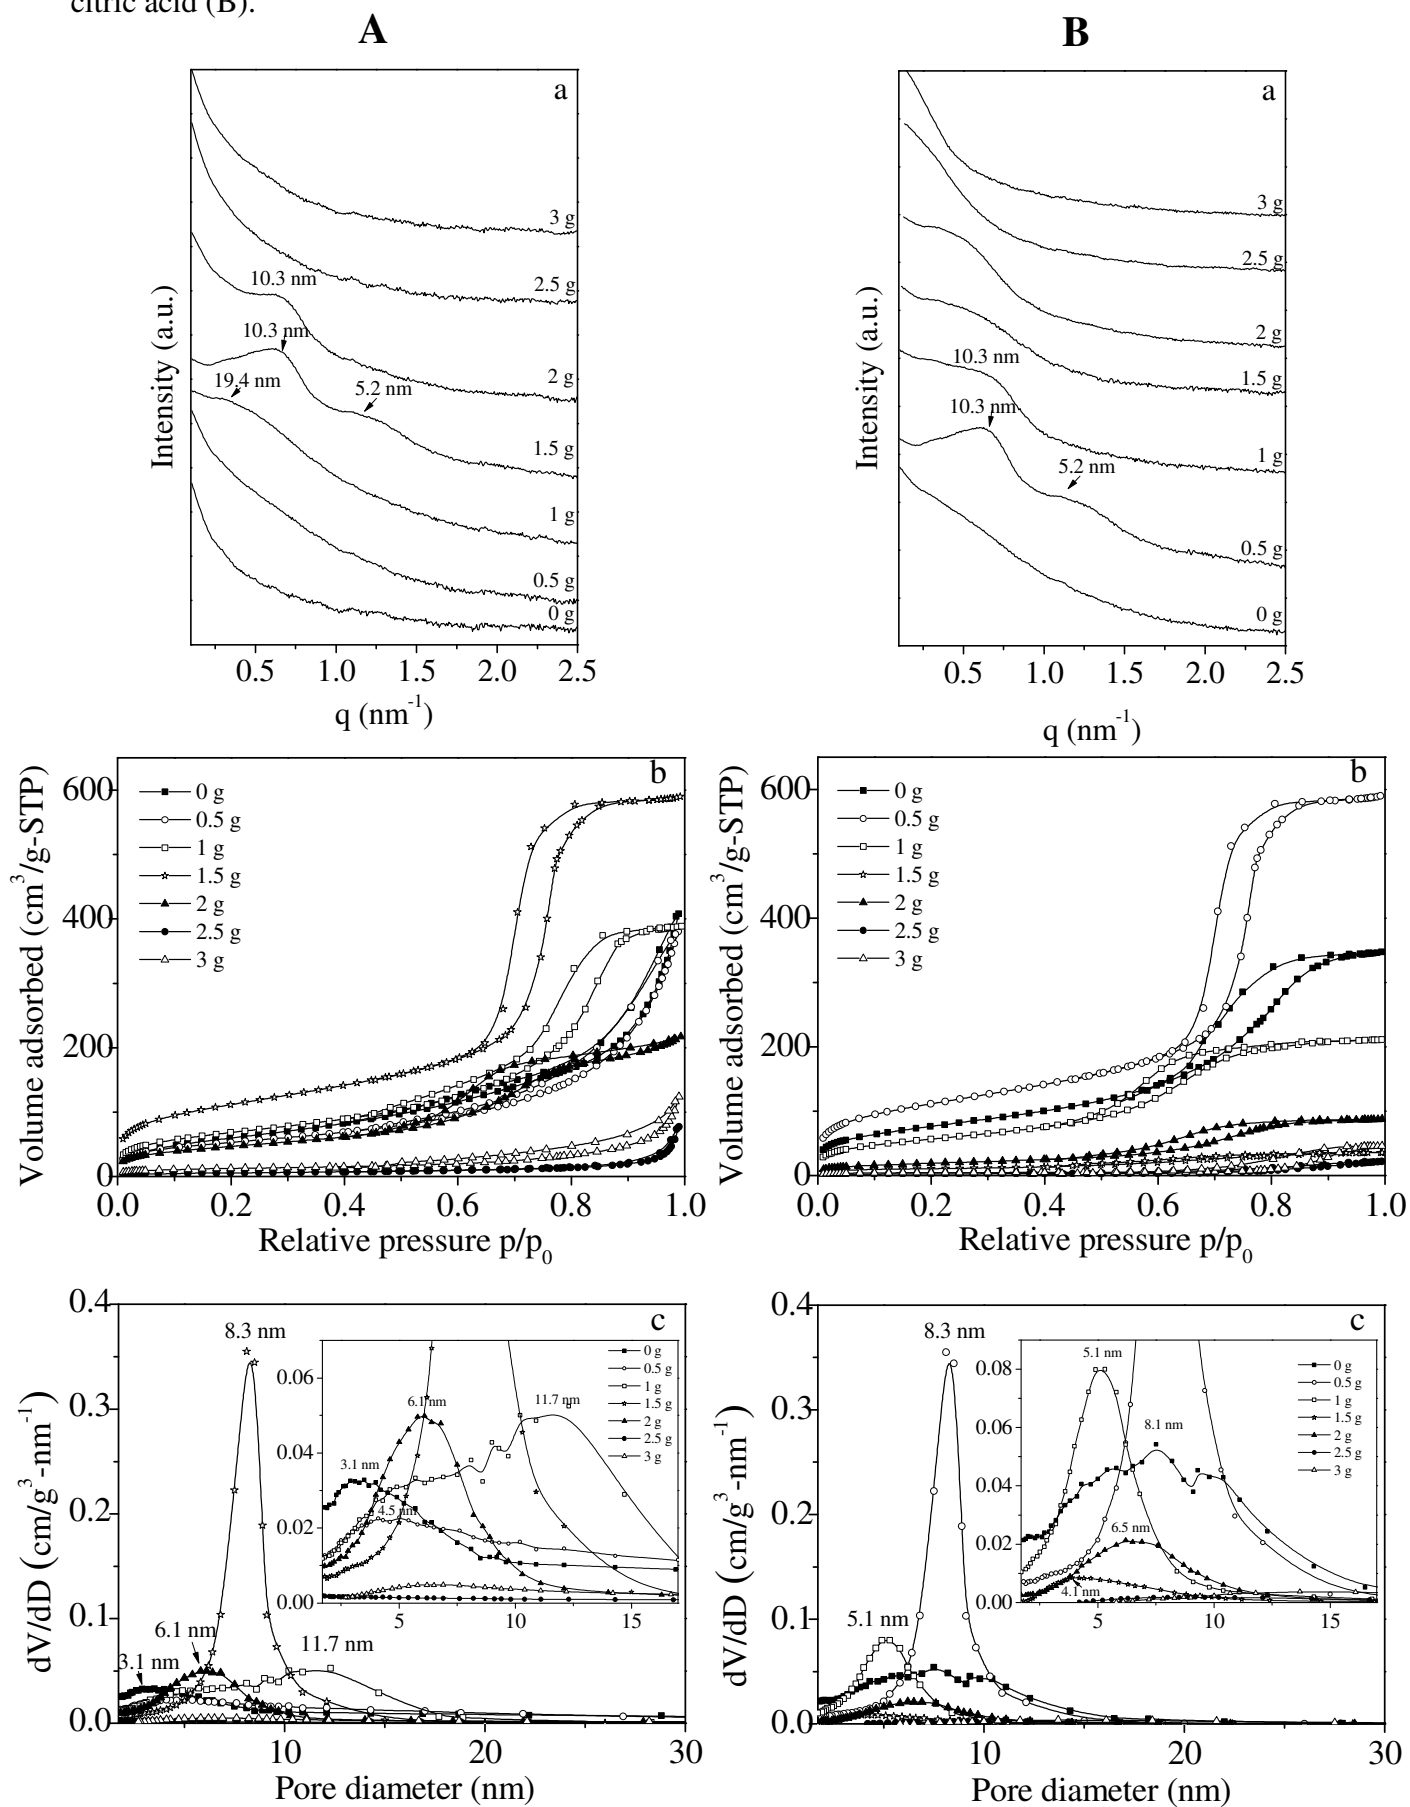 citric acid (B).
A
B
a
3 g
2.5 g
10.3 nm
2 g
10.3 nm
19.4 nm
5.2 nm
1.5 g
1 g
0.5 g
0 g
Intensity (a.u.)
0.5 1.0 1.5 2.0 2.5
q (nm-1)
a
3 g
2.5 g
2 g
1.5 g
10.3 nm
1 g
10.3 nm
5.2 nm
0.5 g
0 g
Intensity (a.u.)
0.5 1.0 1.5 2.0 2.5
q (nm-1)
b
0 g
0.5 g
1 g
1.5 g
2 g
2.5 g
3 g
600
400
200
0
Volume adsorbed (cm3/g-STP)
0.0 0.2 0.4 0.6 0.8 1.0
Relative pressure p/p0
b
0 g
0.5 g
1 g
1.5 g
2 g
2.5 g
3 g
600
400
200
0
Volume adsorbed (cm3/g-STP)
0.0 0.2 0.4 0.6 0.8 1.0
Relative pressure p/p0
c
0.4
0.3
0.2
0.1
0.0
dV/dD (cm/g3-nm-1)
8.3 nm
6.1 nm
3.1 nm
11.7 nm
0.06
0.04
0.02
0.00
5 10 15
0 g
0.5 g
1 g
1.5 g
2 g
2.5 g
3 g
6.1 nm
11.7 nm
3.1 nm
4.5 nm
10 20 30
Pore diameter (nm)
c
0.4
0.3
0.2
0.1
0.0
dV/dD (cm/g3-nm-1)
8.3 nm
5.1 nm
0.08
0.06
0.04
0.02
0.00
5 10 15
0 g
0.5 g
1 g
1.5 g
2 g
2.5 g
3 g
5.1 nm
8.1 nm
6.5 nm
4.1 nm
10 20 30
Pore diameter (nm)